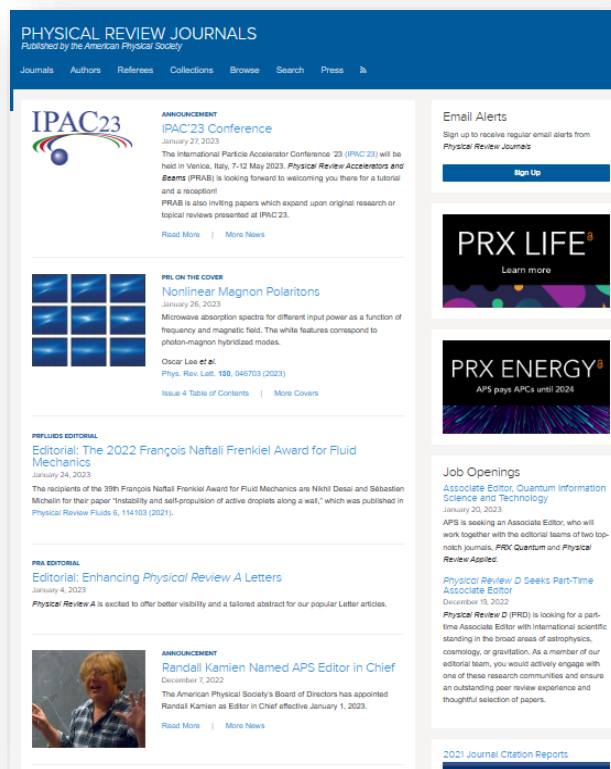 PHYSICAL REVIEW JOURNALS
Published by the American Physical Society
Journals Authors Referees Collections Browse Search Press
IPAC23
ANNOUNCEMENT
IPAC'23 Conference
January 27, 2023
The International Particle Accelerator Conference '23 (IPAC'23) will be
held in Venice, Italy, 7-12 May 2023. Physical Review Accelerators and
Beams (PRAB) is looking forward to welcoming you there for a tutorial
and a reception!
PRAB is also inviting papers which expand upon original research or
topical reviews presented at IPAC'23.
Read More | More News
PRL ON THE COVER
Nonlinear Magnon Polaritons
January 26, 2023
Microwave absorption spectra for different input power as a function of
frequency and magnetic field. The white features correspond to
photon-magnon hybridized modes.
Oscar Lee et al.
Phys. Rev. Lett. 130, 046703 (2023)
Issue 4 Table of Contents | More Covers
PRFLUIDS EDITORIAL
Editorial: The 2022 François Naftali Frenkiel Award for Fluid
Mechanics
January 24, 2023
The recipients of the 39th François Naftali Frenkiel Award for Fluid Mechanics are Nikhil Desai and Sébastien
Michelin for their paper "Instability and self-propulsion of active droplets along a wall," which was published in
Physical Review Fluids 6, 114103 (2021).
PRA EDITORIAL
Editorial: Enhancing Physical Review A Letters
January 4, 2023
Physical Review A is excited to offer better visibility and a tailored abstract for our popular Letter articles.
ANNOUNCEMENT
Randall Kamien Named APS Editor in Chief
December 7, 2022
The American Physical Society's Board of Directors has appointed
Randall Kamien as Editor in Chief effective January 1, 2023.
Read More | More News
Email Alerts
Sign up to receive regular email alerts from
Physical Review Journals
Sign Up
PRX LIFE
Learn more
PRX ENERGY
APS pays APCs until 2024
Job Openings
Associate Editor, Quantum Information
Science and Technology
January 20, 2023
APS is seeking an Associate Editor, who will
work together with the editorial teams of two top-
notch journals, PRX Quantum and Physical
Review Applied.
Physical Review D Seeks Part-Time
Associate Editor
December 19, 2022
Physical Review D (PRD) is looking for a part-
time Associate Editor with international scientific
standing in the broad areas of astrophysics,
cosmology, or gravitation. As a member of our
editorial team, you would actively engage with
one of these research communities and ensure
an outstanding peer review experience and
thoughtful selection of papers.
2021 Journal Citation Reports